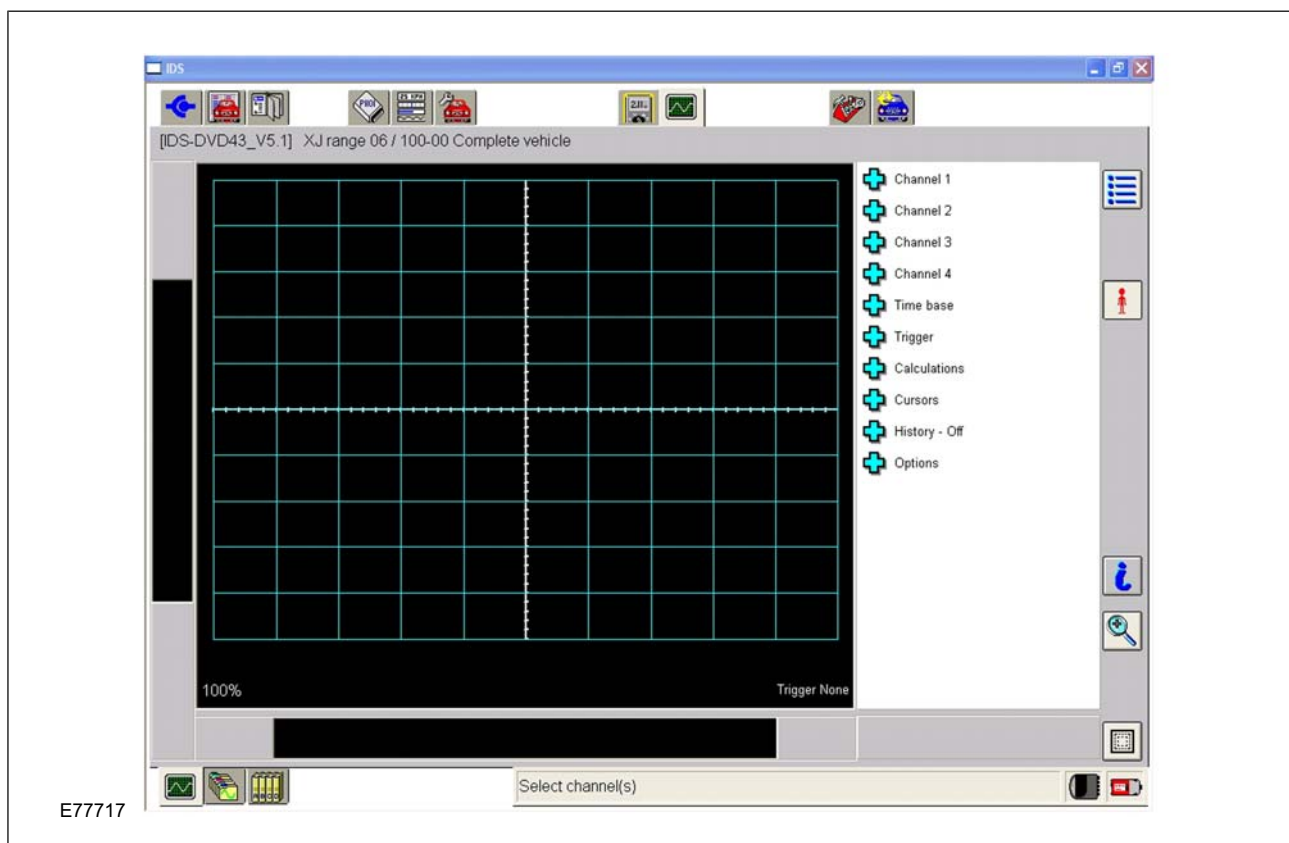 IDS
[IDS-DVD43_V5.1] XJ range 06 / 100-00 Complete vehicle
Channel 1
Channel 2
Channel 3
Channel 4
Time base
Trigger
Calculations
Cursors
History - Off
Options
100%
Trigger None
Select channel(s)
E77717